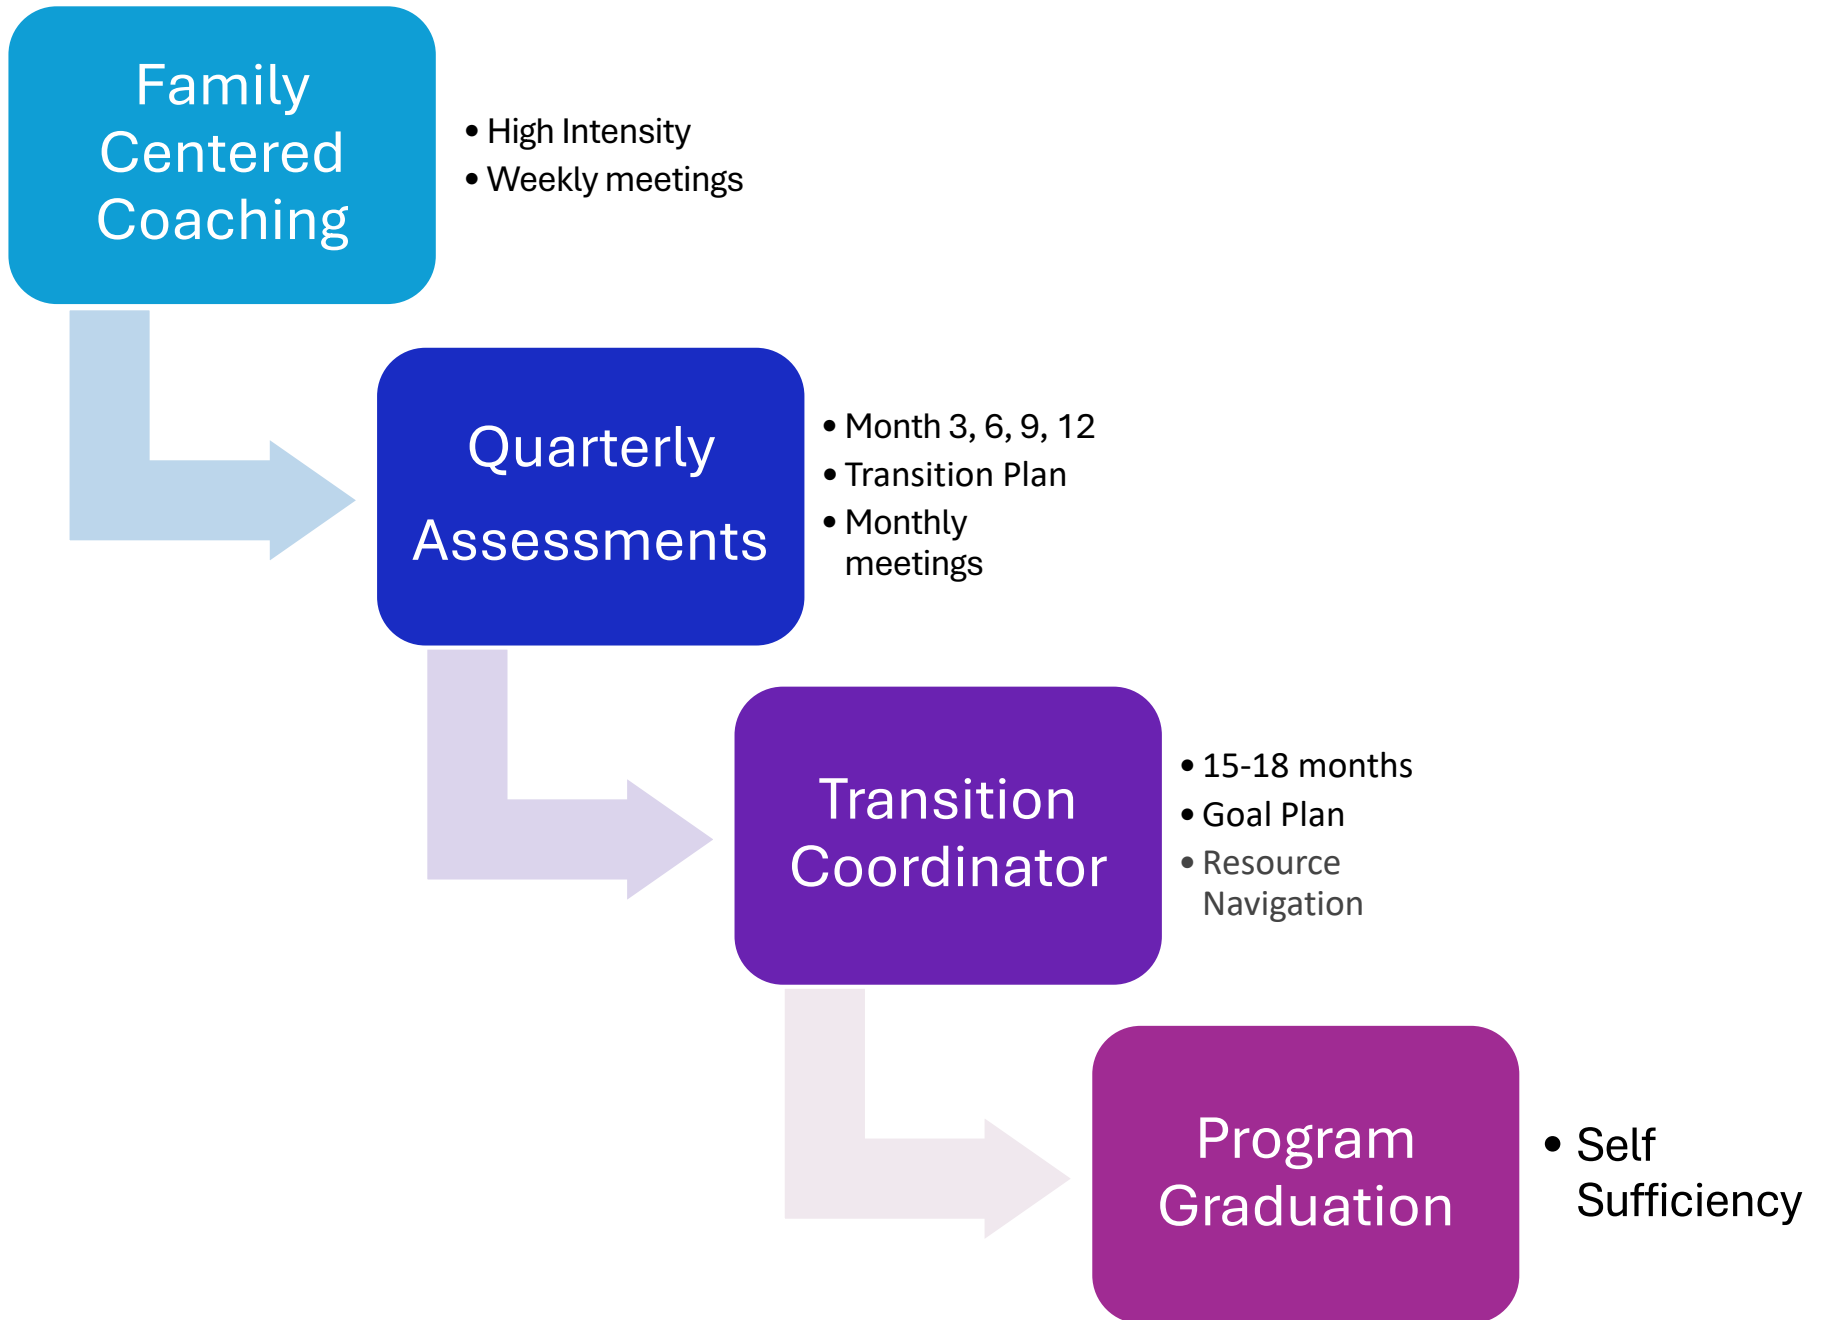 Family
Centered
Coaching
• High Intensity
• Weekly meetings
Quarterly
Assessments
• Month 3, 6, 9, 12
• Transition Plan
• Monthly
meetings
Transition
Coordinator
• 15-18 months
• Goal Plan
• Resource
Navigation
Program
Graduation
• Self
Sufficiency